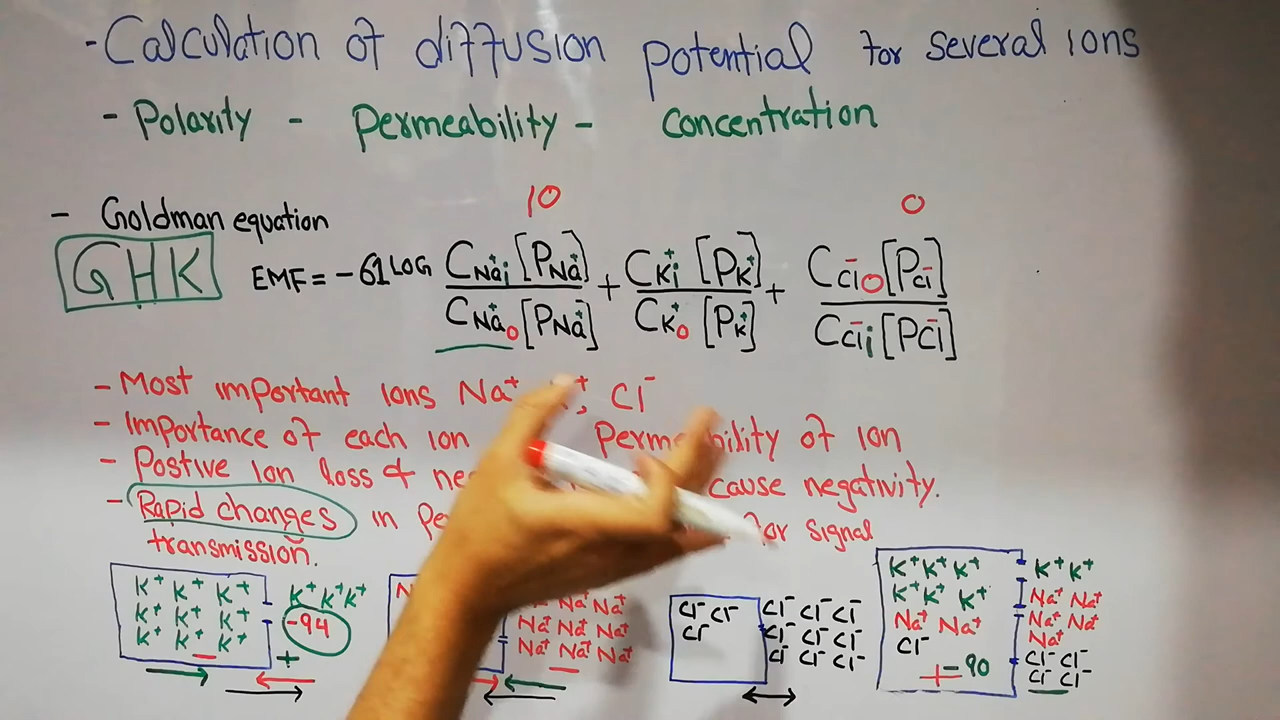 - Calculation of diffusion potential for several ions
- Polarity - Permeability - concentration
10
0
- Goldman equation
GHK EMF = -61 LOG CNa+i [PNa+] / CNa+o [PNa+] + CK+i [PK+] / CK+o [PK+] + CCl-o [PCl-] / CCl-i [PCl-]
- Most important ions Na+ , Cl-
- Importance of each ion Permeability of ion
- Postive ion loss & cause negativity.
- Rapid changes in for signal
transmission.
K+ K+ K+ K+ K+ K+ Na+ Na+ K+ K+ K+ K+ K+
K+ K+ K+ -94 Na+ Na+ Na+ Cl- Cl- Cl- Cl- Cl- K+ K+ K+ Na+ Na+
K+ K+ K+ Na+ Na+ Na+ Cl- Cl- Cl- Cl- Na+ Na+ Na+ Na+
- + - Cl- Cl- Cl- Cl- Na+
+ -90 Cl- Cl-
Cl- Cl-